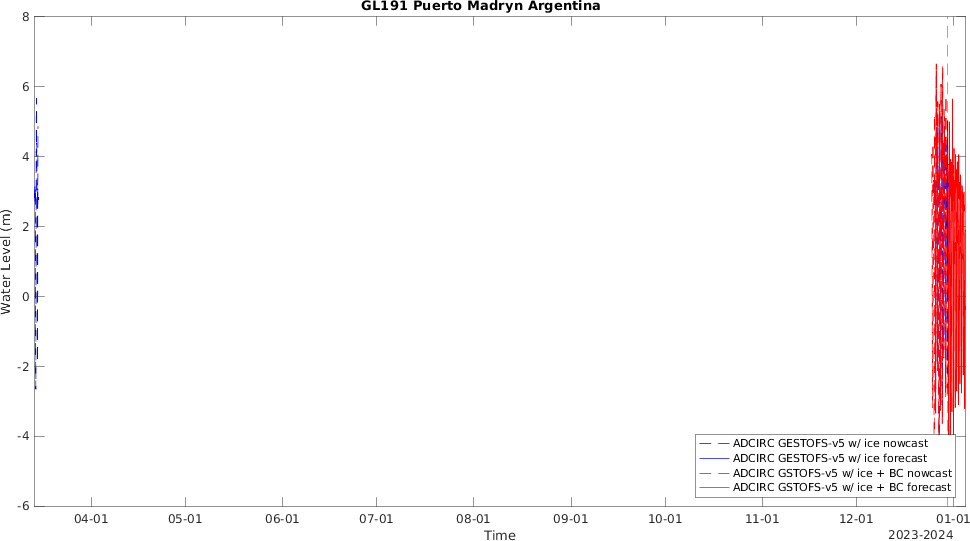 GL191 Puerto Madryn Argentina
8
6
4
2
0
-2
-4
-6
Water Level (m)
04-01 05-01 06-01 07-01 08-01 09-01 10-01 11-01 12-01 01-01
Time
2023-2024
ADCIRC GESTOFS-v5 w/ ice nowcast
ADCIRC GESTOFS-v5 w/ ice forecast
ADCIRC GSTOFS-v5 w/ ice + BC nowcast
ADCIRC GSTOFS-v5 w/ ice + BC forecast